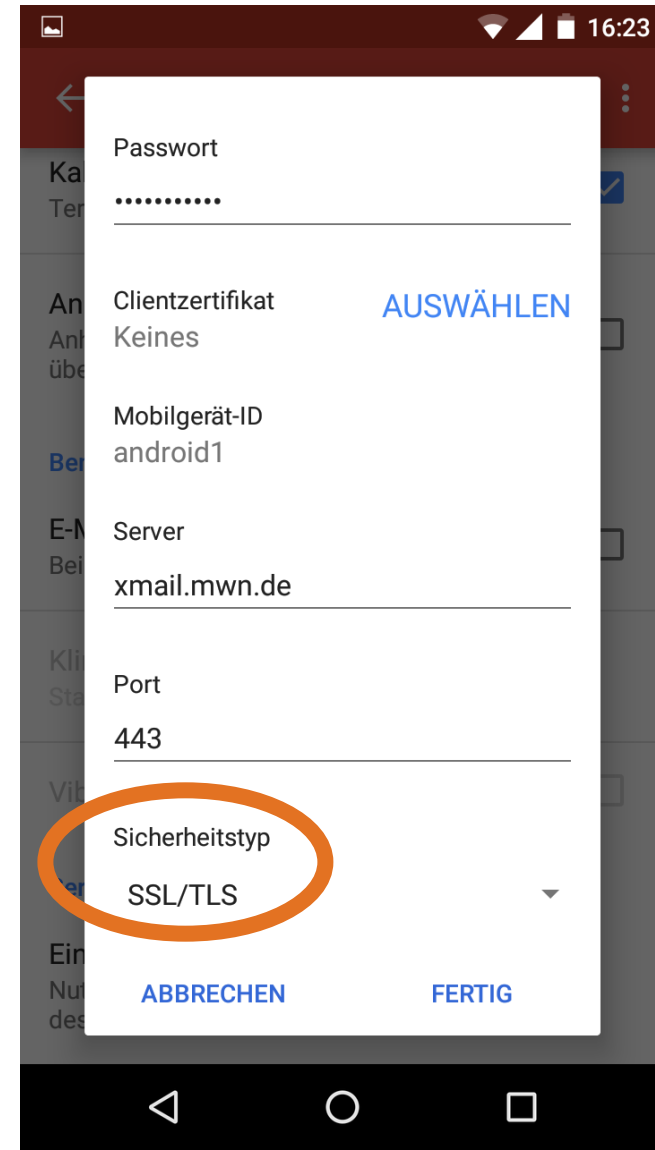 16:23
Passwort
•••••••••••
Clientzertifikat
AUSWÄHLEN
Keines
Mobilgerät-ID
android1
Server
xmail.mwn.de
Port
443
Sicherheitstyp
SSL/TLS
ABBRECHEN
FERTIG